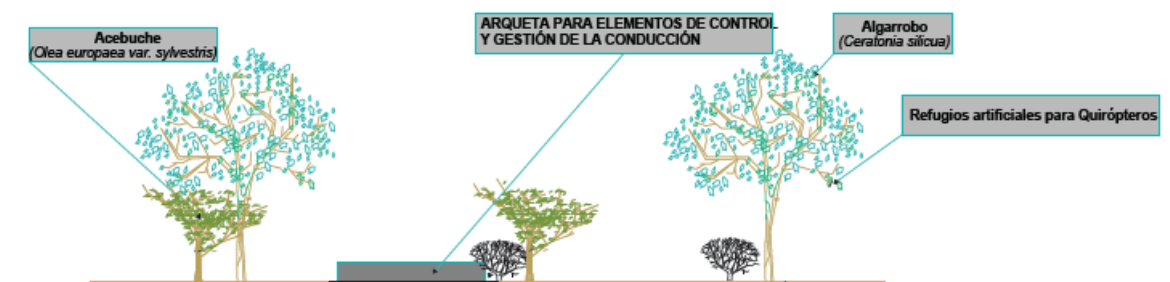 Acebuche
(Olea europaea var. sylvestris)
ARQUETA PARA ELEMENTOS DE CONTROL
Y GESTIÓN DE LA CONDUCCIÓN
Algarrobo
(Ceratonia silicua)
Refugios artificiales para Quirópteros